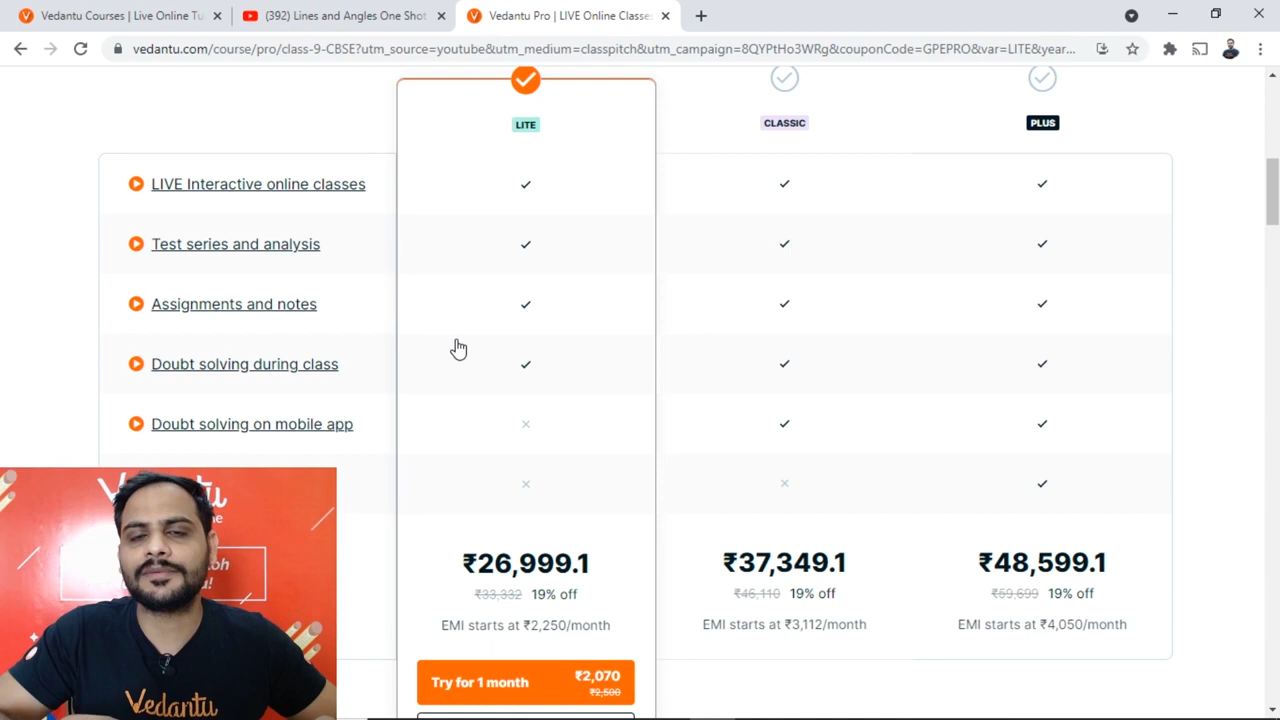 Vedantu Courses | Live Online Tu
(392) Lines and Angles One Shot
Vedantu Pro | LIVE Online Classe
vedantu.com/course/pro/class-9-CBSE?utm_source=youtube&utm_medium=classpitch&utm_campaign=8QYPtHo3WRg&couponCode=GPEPRO&var=LITE&year...
LITE
CLASSIC
PLUS
LIVE Interactive online classes
Test series and analysis
Assignments and notes
Doubt solving during class
Doubt solving on mobile app
₹26,999.1
₹37,349.1
₹48,599.1
₹33,332 19% off
₹46,110 19% off
₹59,699 19% off
EMI starts at ₹2,250/month
EMI starts at ₹3,112/month
EMI starts at ₹4,050/month
Try for 1 month
₹2,070
₹2,500
Vedantu